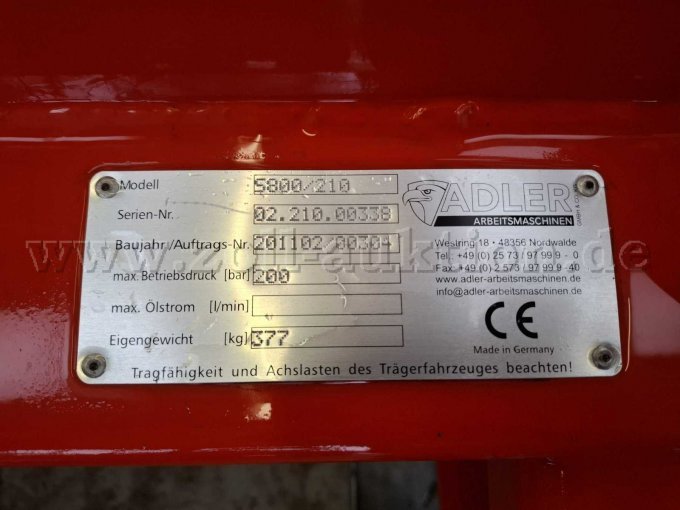 Modell S800/210
Serien-Nr. 02.210.00338
Baujahr/Auftrags-Nr. 201102.00304
max. Betriebsdruck [bar] 200
max. Ölstrom [l/min]
Eigengewicht [kg] 377
ADLER
ARBEITSMASCHINEN
GMBH & CO. KG
Westring 18 · 48356 Nordwalde
Tel.: +49 (0) 25 73 / 97 99 9 - 0
Fax: +49 (0) 2 573 / 97 99 9 -40
www.adler-arbeitsmaschinen.de
info@adler-arbeitsmaschinen.de
CE
Made in Germany
Tragfähigkeit und Achslasten des Trägerfahrzeuges beachten!
www.zoll-auktion.de